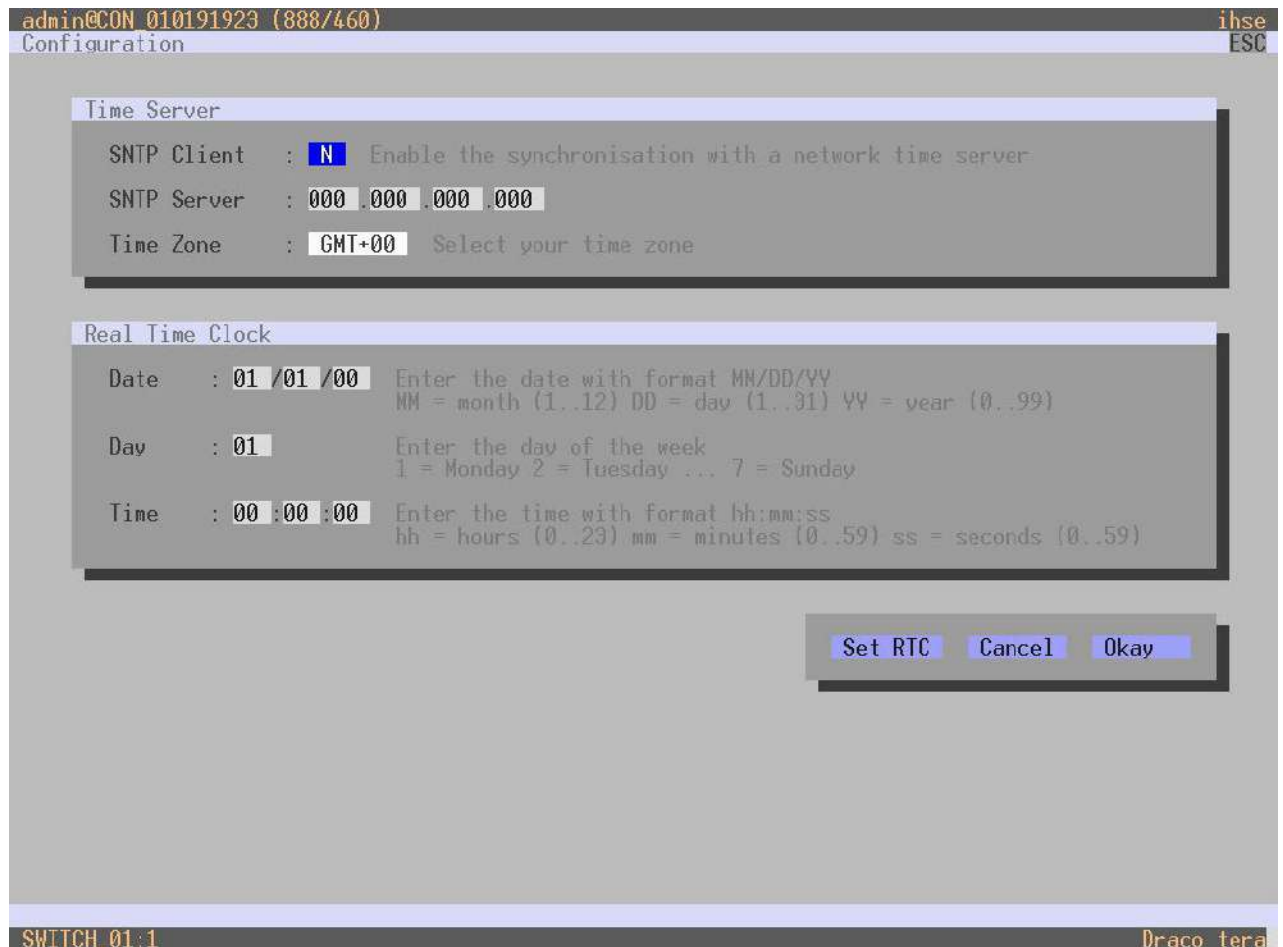 admin@CON_010191923 (888/460) ihse
Configuration ESC
Time Server
SNTP Client : N Enable the synchronisation with a network time server
SNTP Server : 000 .000 .000 .000
Time Zone : GMT+00 Select your time zone
Real Time Clock
Date : 01 /01 /00 Enter the date with format MM/DD/YY
MM = month (1..12) DD = day (1..31) YY = year (0..99)
Day : 01 Enter the day of the week
1 = Monday 2 = Tuesday ... 7 = Sunday
Time : 00 :00 :00 Enter the time with format hh:mm:ss
hh = hours (0..23) mm = minutes (0..59) ss = seconds (0..59)
Set RTC Cancel Okay
SWITCH_01:1 Draco tera